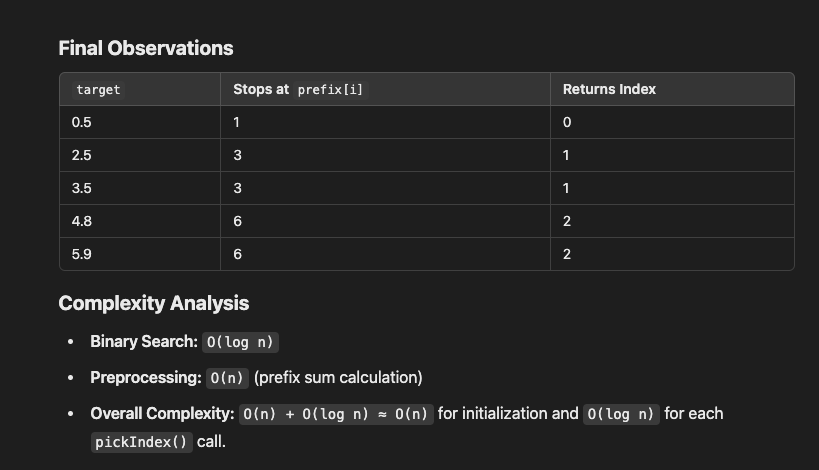 Final Observations
target Stops at prefix[i] Returns Index
0.5 1 0
2.5 3 1
3.5 3 1
4.8 6 2
5.9 6 2
Complexity Analysis
• Binary Search: O(log n)
• Preprocessing: O(n) (prefix sum calculation)
• Overall Complexity: O(n) + O(log n) ≈ O(n) for initialization and O(log n) for each
pickIndex() call.